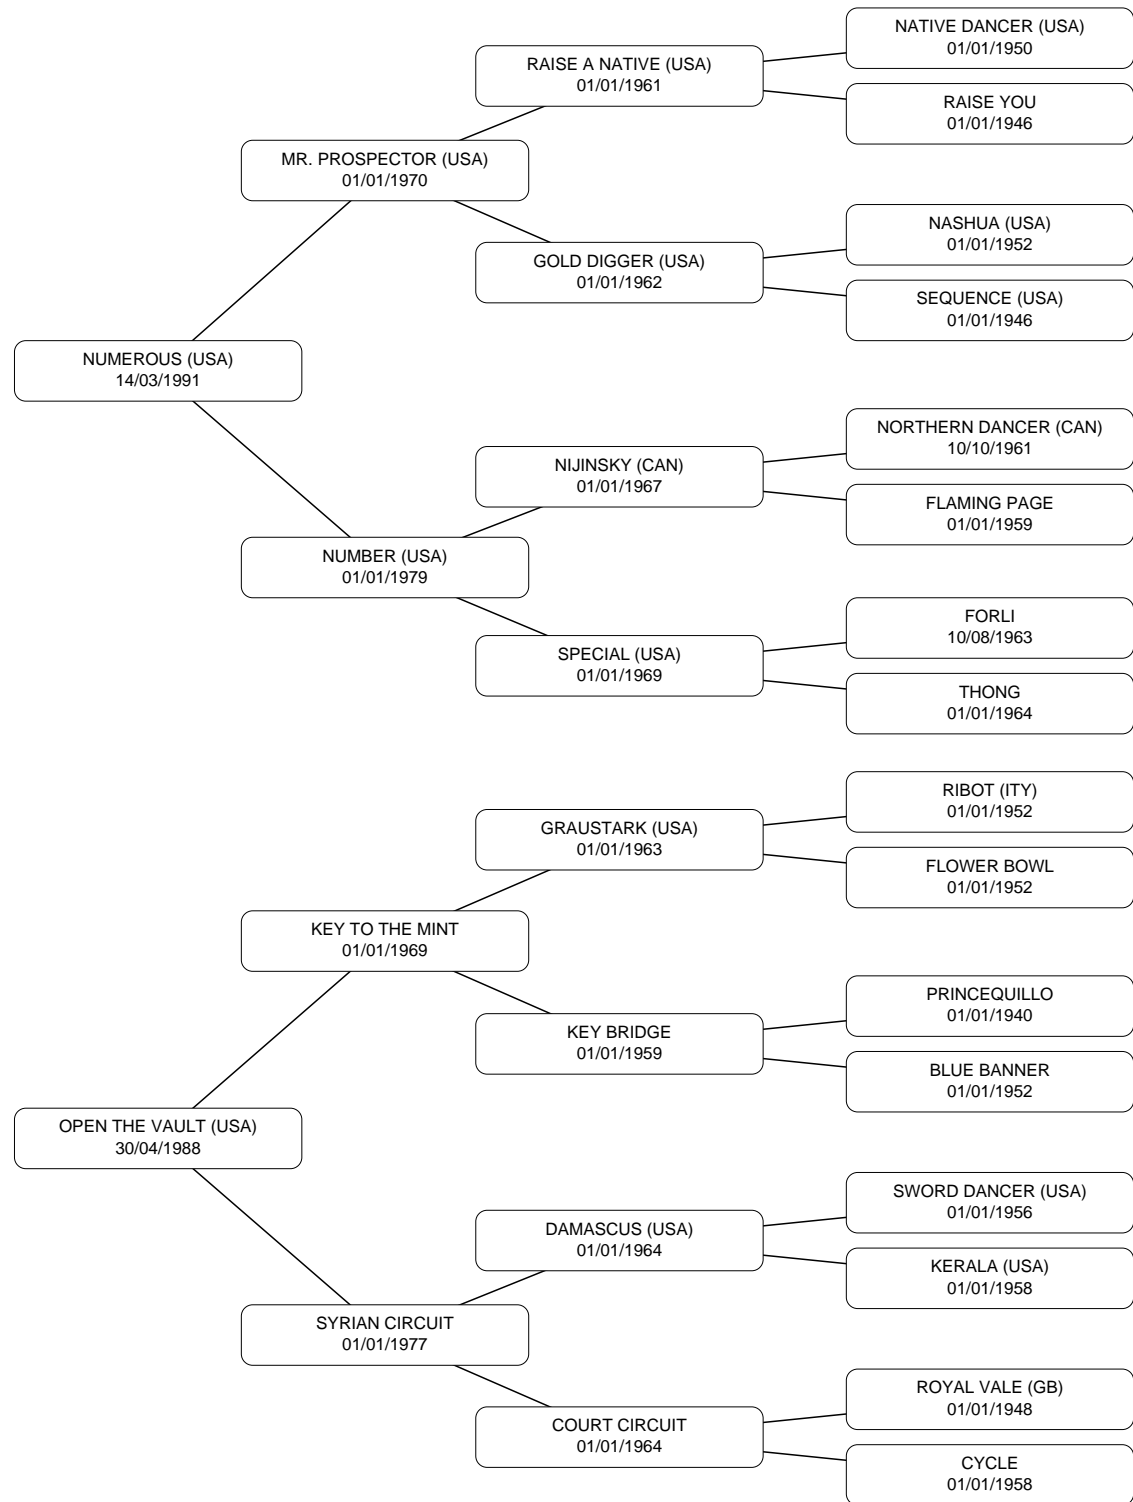 NATIVE DANCER (USA)
01/01/1950
RAISE A NATIVE (USA)
01/01/1961
RAISE YOU
01/01/1946
MR. PROSPECTOR (USA)
01/01/1970
NASHUA (USA)
01/01/1952
GOLD DIGGER (USA)
01/01/1962
SEQUENCE (USA)
01/01/1946
NUMEROUS (USA)
14/03/1991
NORTHERN DANCER (CAN)
10/10/1961
NIJINSKY (CAN)
01/01/1967
FLAMING PAGE
01/01/1959
NUMBER (USA)
01/01/1979
FORLI
10/08/1963
SPECIAL (USA)
01/01/1969
THONG
01/01/1964
RIBOT (ITY)
01/01/1952
GRAUSTARK (USA)
01/01/1963
FLOWER BOWL
01/01/1952
KEY TO THE MINT
01/01/1969
PRINCEQUILLO
01/01/1940
KEY BRIDGE
01/01/1959
BLUE BANNER
01/01/1952
OPEN THE VAULT (USA)
30/04/1988
SWORD DANCER (USA)
01/01/1956
DAMASCUS (USA)
01/01/1964
KERALA (USA)
01/01/1958
SYRIAN CIRCUIT
01/01/1977
ROYAL VALE (GB)
01/01/1948
COURT CIRCUIT
01/01/1964
CYCLE
01/01/1958